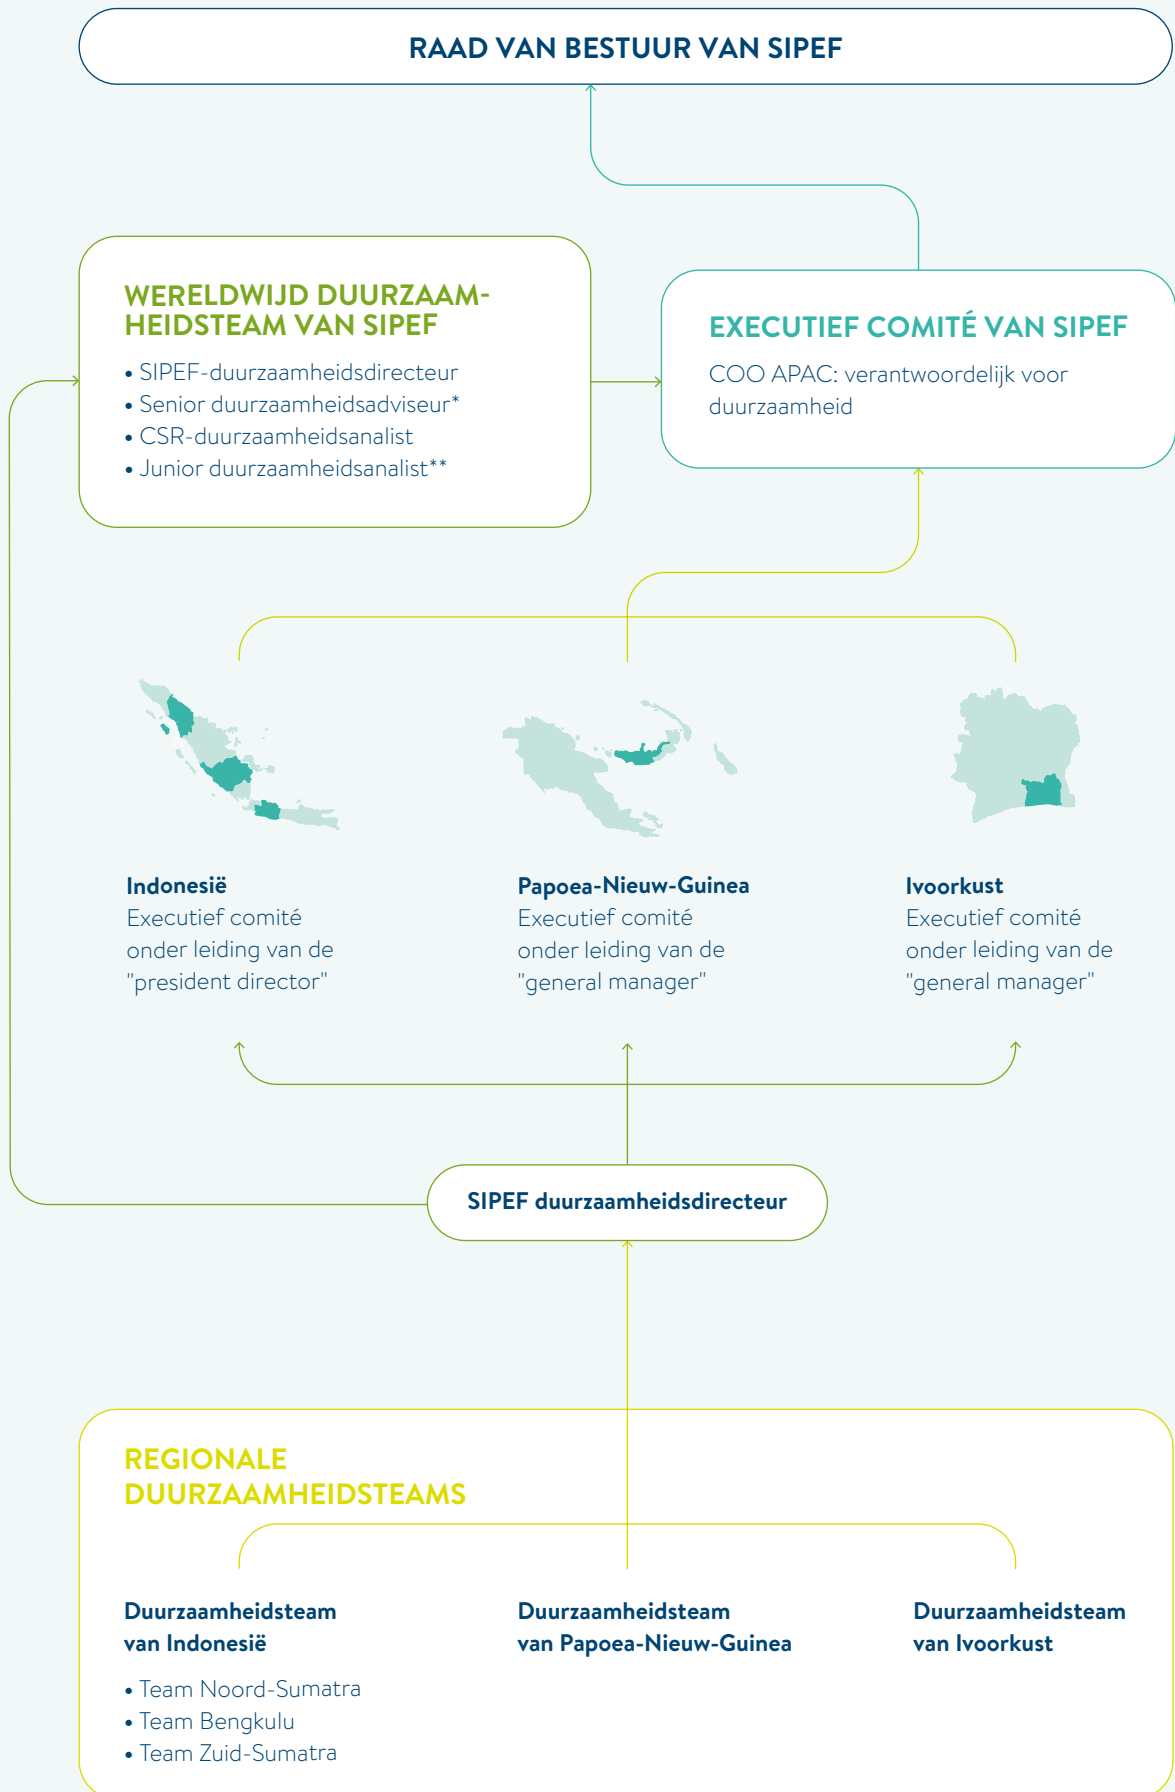 RAAD VAN BESTUUR VAN SIPEF
WERELDWIJD DUURZAAM-
HEIDSTEAM VAN SIPEF
• SIPEF-duurzaamheidsdirecteur
• Senior duurzaamheidsadviseur*
• CSR-duurzaamheidsanalist
• Junior duurzaamheidsanalist**
EXECUTIEF COMITÉ VAN SIPEF
COO APAC: verantwoordelijk voor
duurzaamheid
Indonesië
Executief comité
onder leiding van de
"president director"
Papoea-Nieuw-Guinea
Executief comité
onder leiding van de
"general manager"
Ivoorkust
Executief comité
onder leiding van de
"general manager"
SIPEF duurzaamheidsdirecteur
REGIONALE
DUURZAAMHEIDSTEAMS
Duurzaamheidsteam
van Indonesië
• Team Noord-Sumatra
• Team Bengkulu
• Team Zuid-Sumatra
Duurzaamheidsteam
van Papoea-Nieuw-Guinea
Duurzaamheidsteam
van Ivoorkust